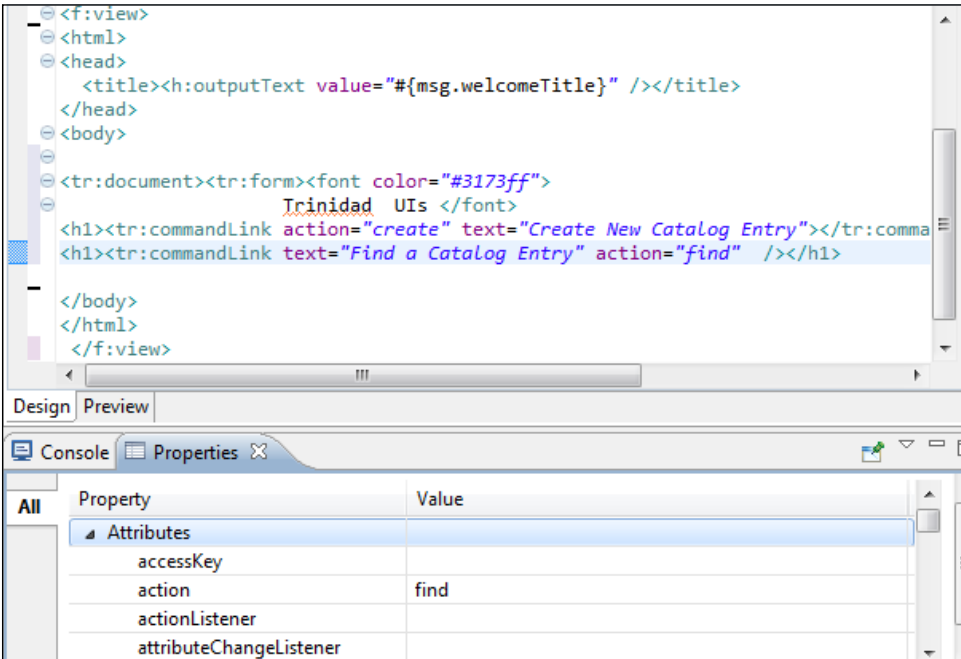 <f:view>
<html>
<head>
<title><h:outputText value="#{msg.welcomeTitle}" /></title>
</head>
<body>
<tr:document><tr:form><font color="#3173ff">
Trinidad  UIs </font>
<h1><tr:commandLink action="create" text="Create New Catalog Entry"></tr:comma
<h1><tr:commandLink text="Find a Catalog Entry" action="find"  /></h1>
</body>
</html>
</f:view>
Design Preview
Console Properties
All Property Value
Attributes
accessKey
action find
actionListener
attributeChangeListener